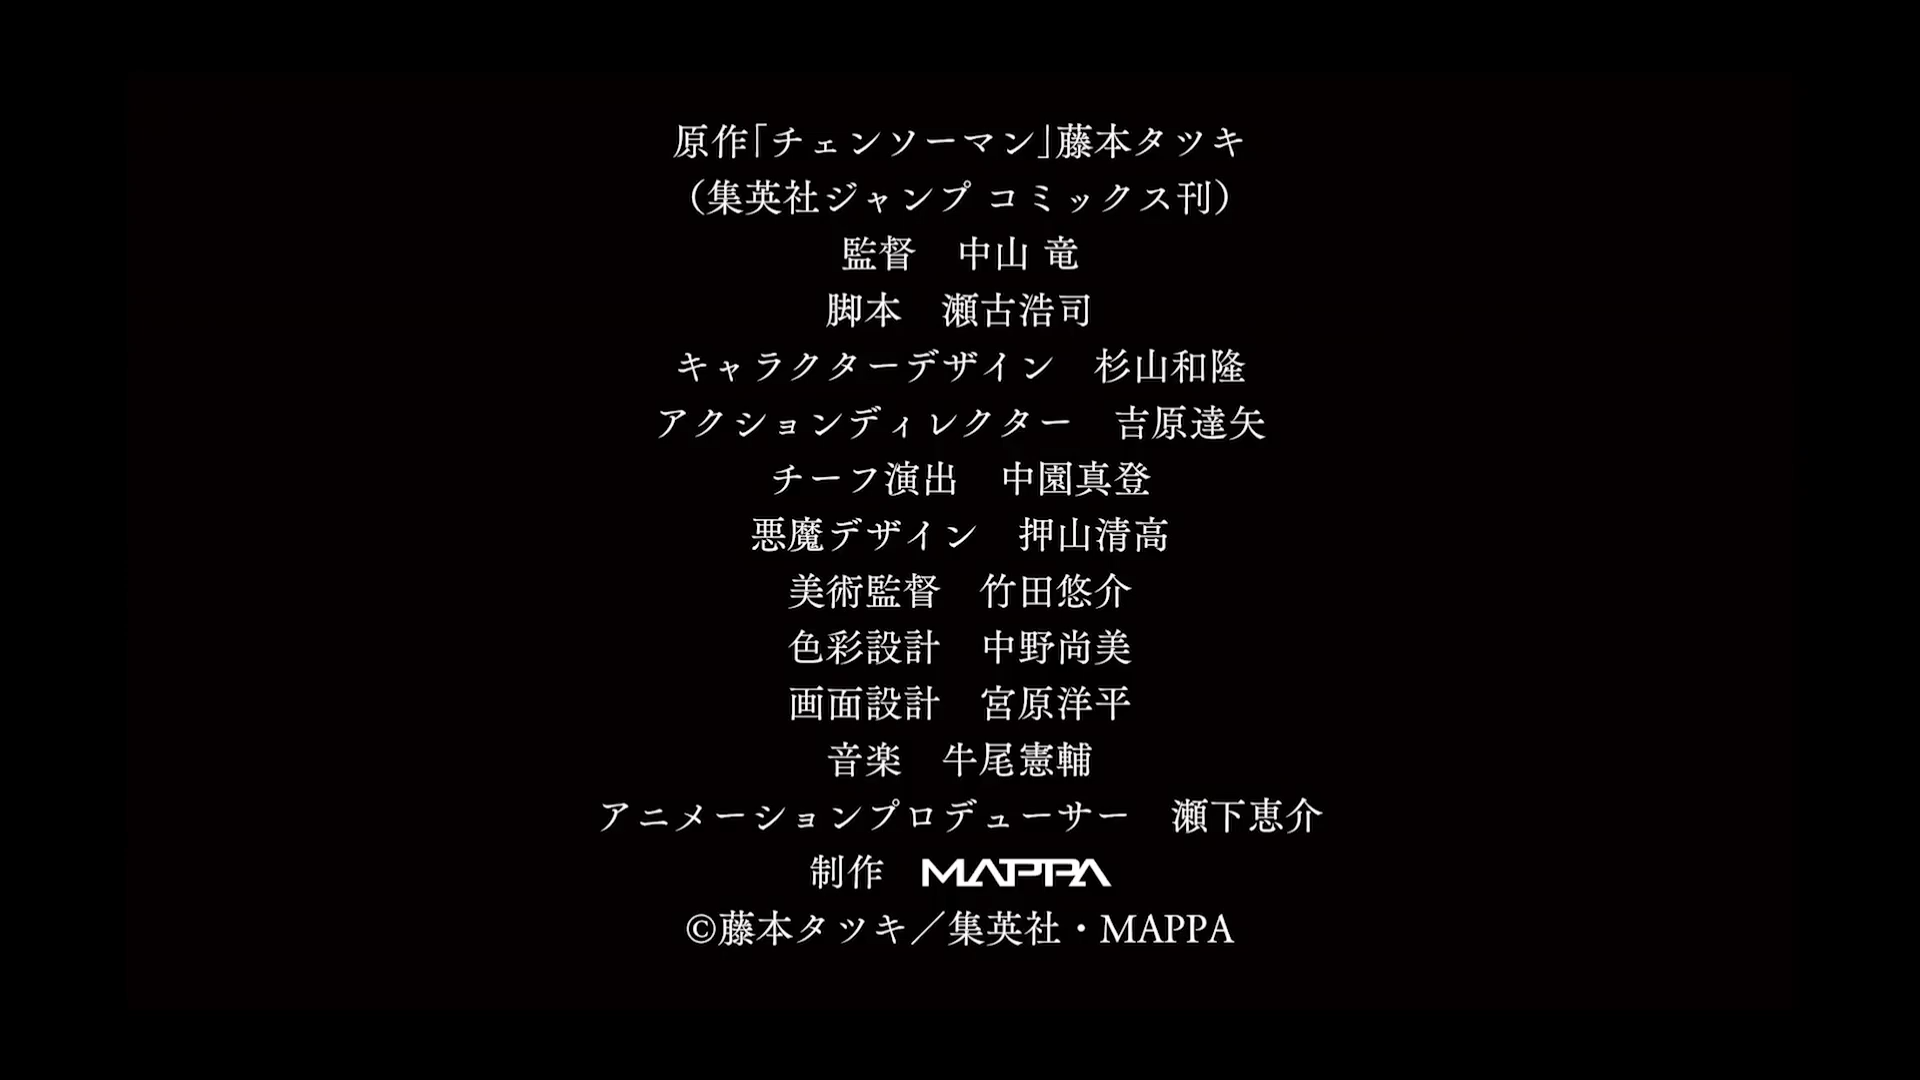 原作「チェンソーマン」藤本タツキ
（集英社ジャンプ コミックス刊）
監督　中山 竜
脚本　瀬古浩司
キャラクターデザイン　杉山和隆
アクションディレクター　吉原達矢
チーフ演出　中園真登
悪魔デザイン　押山清高
美術監督　竹田悠介
色彩設計　中野尚美
画面設計　宮原洋平
音楽　牛尾憲輔
アニメーションプロデューサー　瀬下恵介
制作　MAPPA
©藤本タツキ／集英社・MAPPA